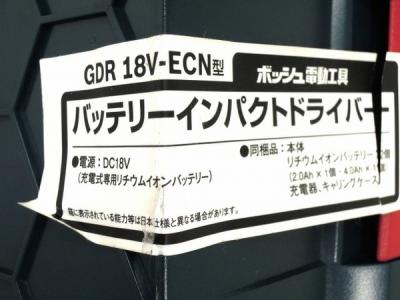 GDR 18V-ECN型
ボッシュ電動工具
バッテリーインパクトドライバー
●電源:DC18V
(充電式専用リチウムイオンバッテリー)
●同梱品:本体
リチウムイオンバッテリー 2個
(2.0Ah×1個・4.0Ah×1個
充電器、キャリングケース
箱に表示されている能力等は日本仕様と異なる場合があります。